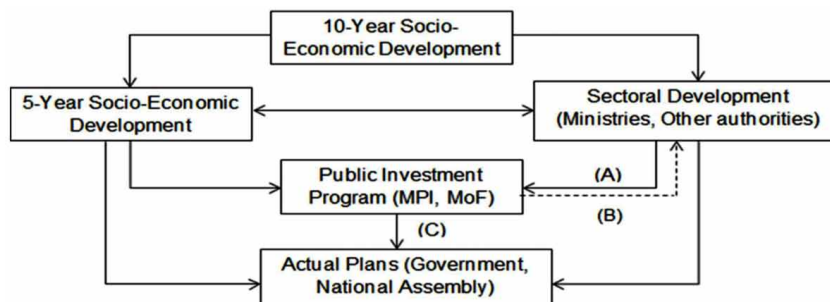 10-Year Socio-
Economic Development
5-Year Socio-Economic
Development
Sectoral Development
(Ministries, Other authorities)
Public Investment
Program (MPI, MoF)
(A)
(B)
(C)
Actual Plans (Government,
National Assembly)